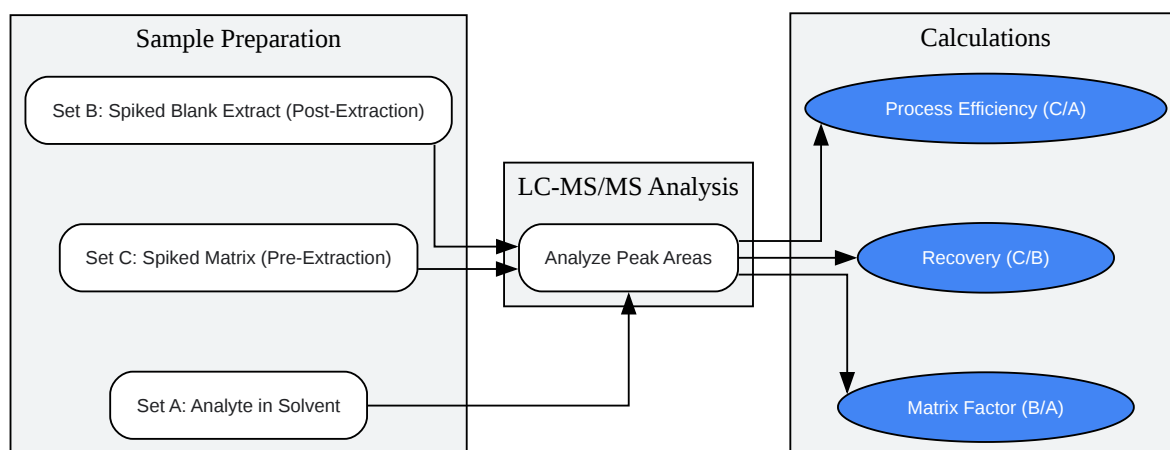 Sample Preparation
Set B: Spiked Blank Extract (Post-Extraction)
Set C: Spiked Matrix (Pre-Extraction)
Set A: Analyte in Solvent
LC-MS/MS Analysis
Analyze Peak Areas
Calculations
Process Efficiency (C/A)
Recovery (C/B)
Matrix Factor (B/A)